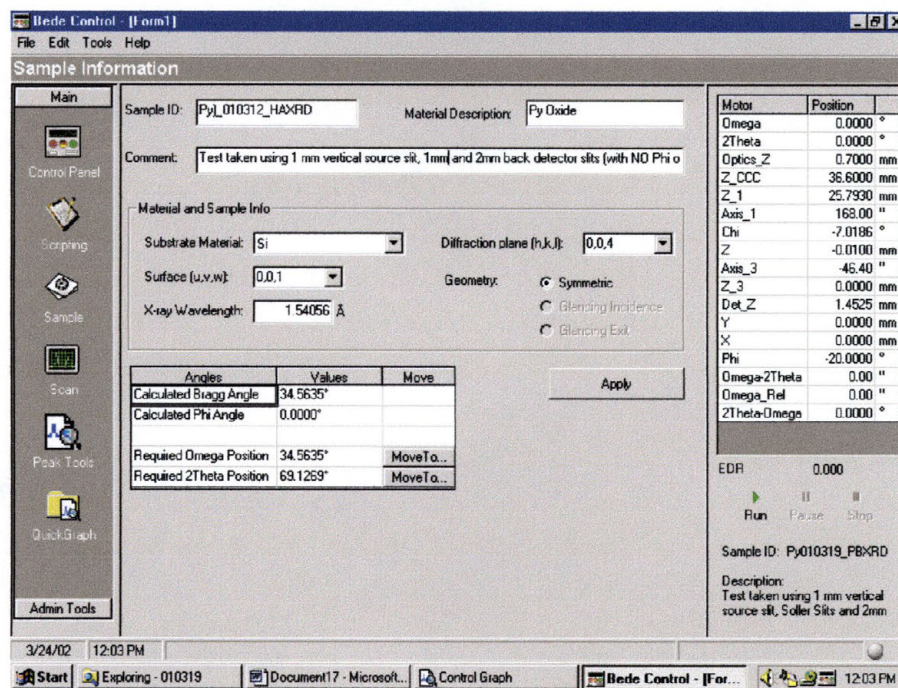 Bede Control - [Form1]
File Edit Tools Help
Sample Information
Main
Control Panel
Scripting
Sample
Scan
Peak Tools
QuickGraph
Admin Tools
Sample ID: Py|_010312_HAXRD Material Description: Py Oxide
Comment: Test taken using 1 mm vertical source slit, 1mm and 2mm back detector slits (with NO Phi o
Material and Sample Info
Substrate Material: Si Diffraction plane (h,k,l): 0,0,4
Surface (u,v,w): 0,0,1 Geometry: Symmetric
X-ray Wavelength: 1.54056 Å Glancing Incidence
Glancing Exit
Angles Values Move
Calculated Bragg Angle 34.5635°
Calculated Phi Angle 0.0000°
Required Omega Position 34.5635° MoveTo...
Required 2Theta Position 69.1269° MoveTo...
Apply
Motor Position
Omega 0.0000 °
2Theta 0.0000 °
Optics_Z 0.7000 mm
Z_CCC 36.6000 mm
Z_1 25.7930 mm
Axis_1 168.00 "
Chi -7.0186 °
Z -0.0100 mm
Axis_3 -46.40 "
Z_3 0.0000 mm
Det_Z 1.4525 mm
Y 0.0000 mm
X 0.0000 mm
Phi -20.0000 °
Omega-2Theta 0.00 "
Omega_Rel 0.00 "
2Theta-Omega 0.0000 °
EDR 0.000
Run Pause Stop
Sample ID: Py010319_PBXRD
Description:
Test taken using 1 mm vertical
source slit, Soller Slits and 2mm
3/24/02 12:03 PM
Start Exploring - 010319 Document17 - Microsoft... Control Graph Bede Control - [For... 12:03 PM